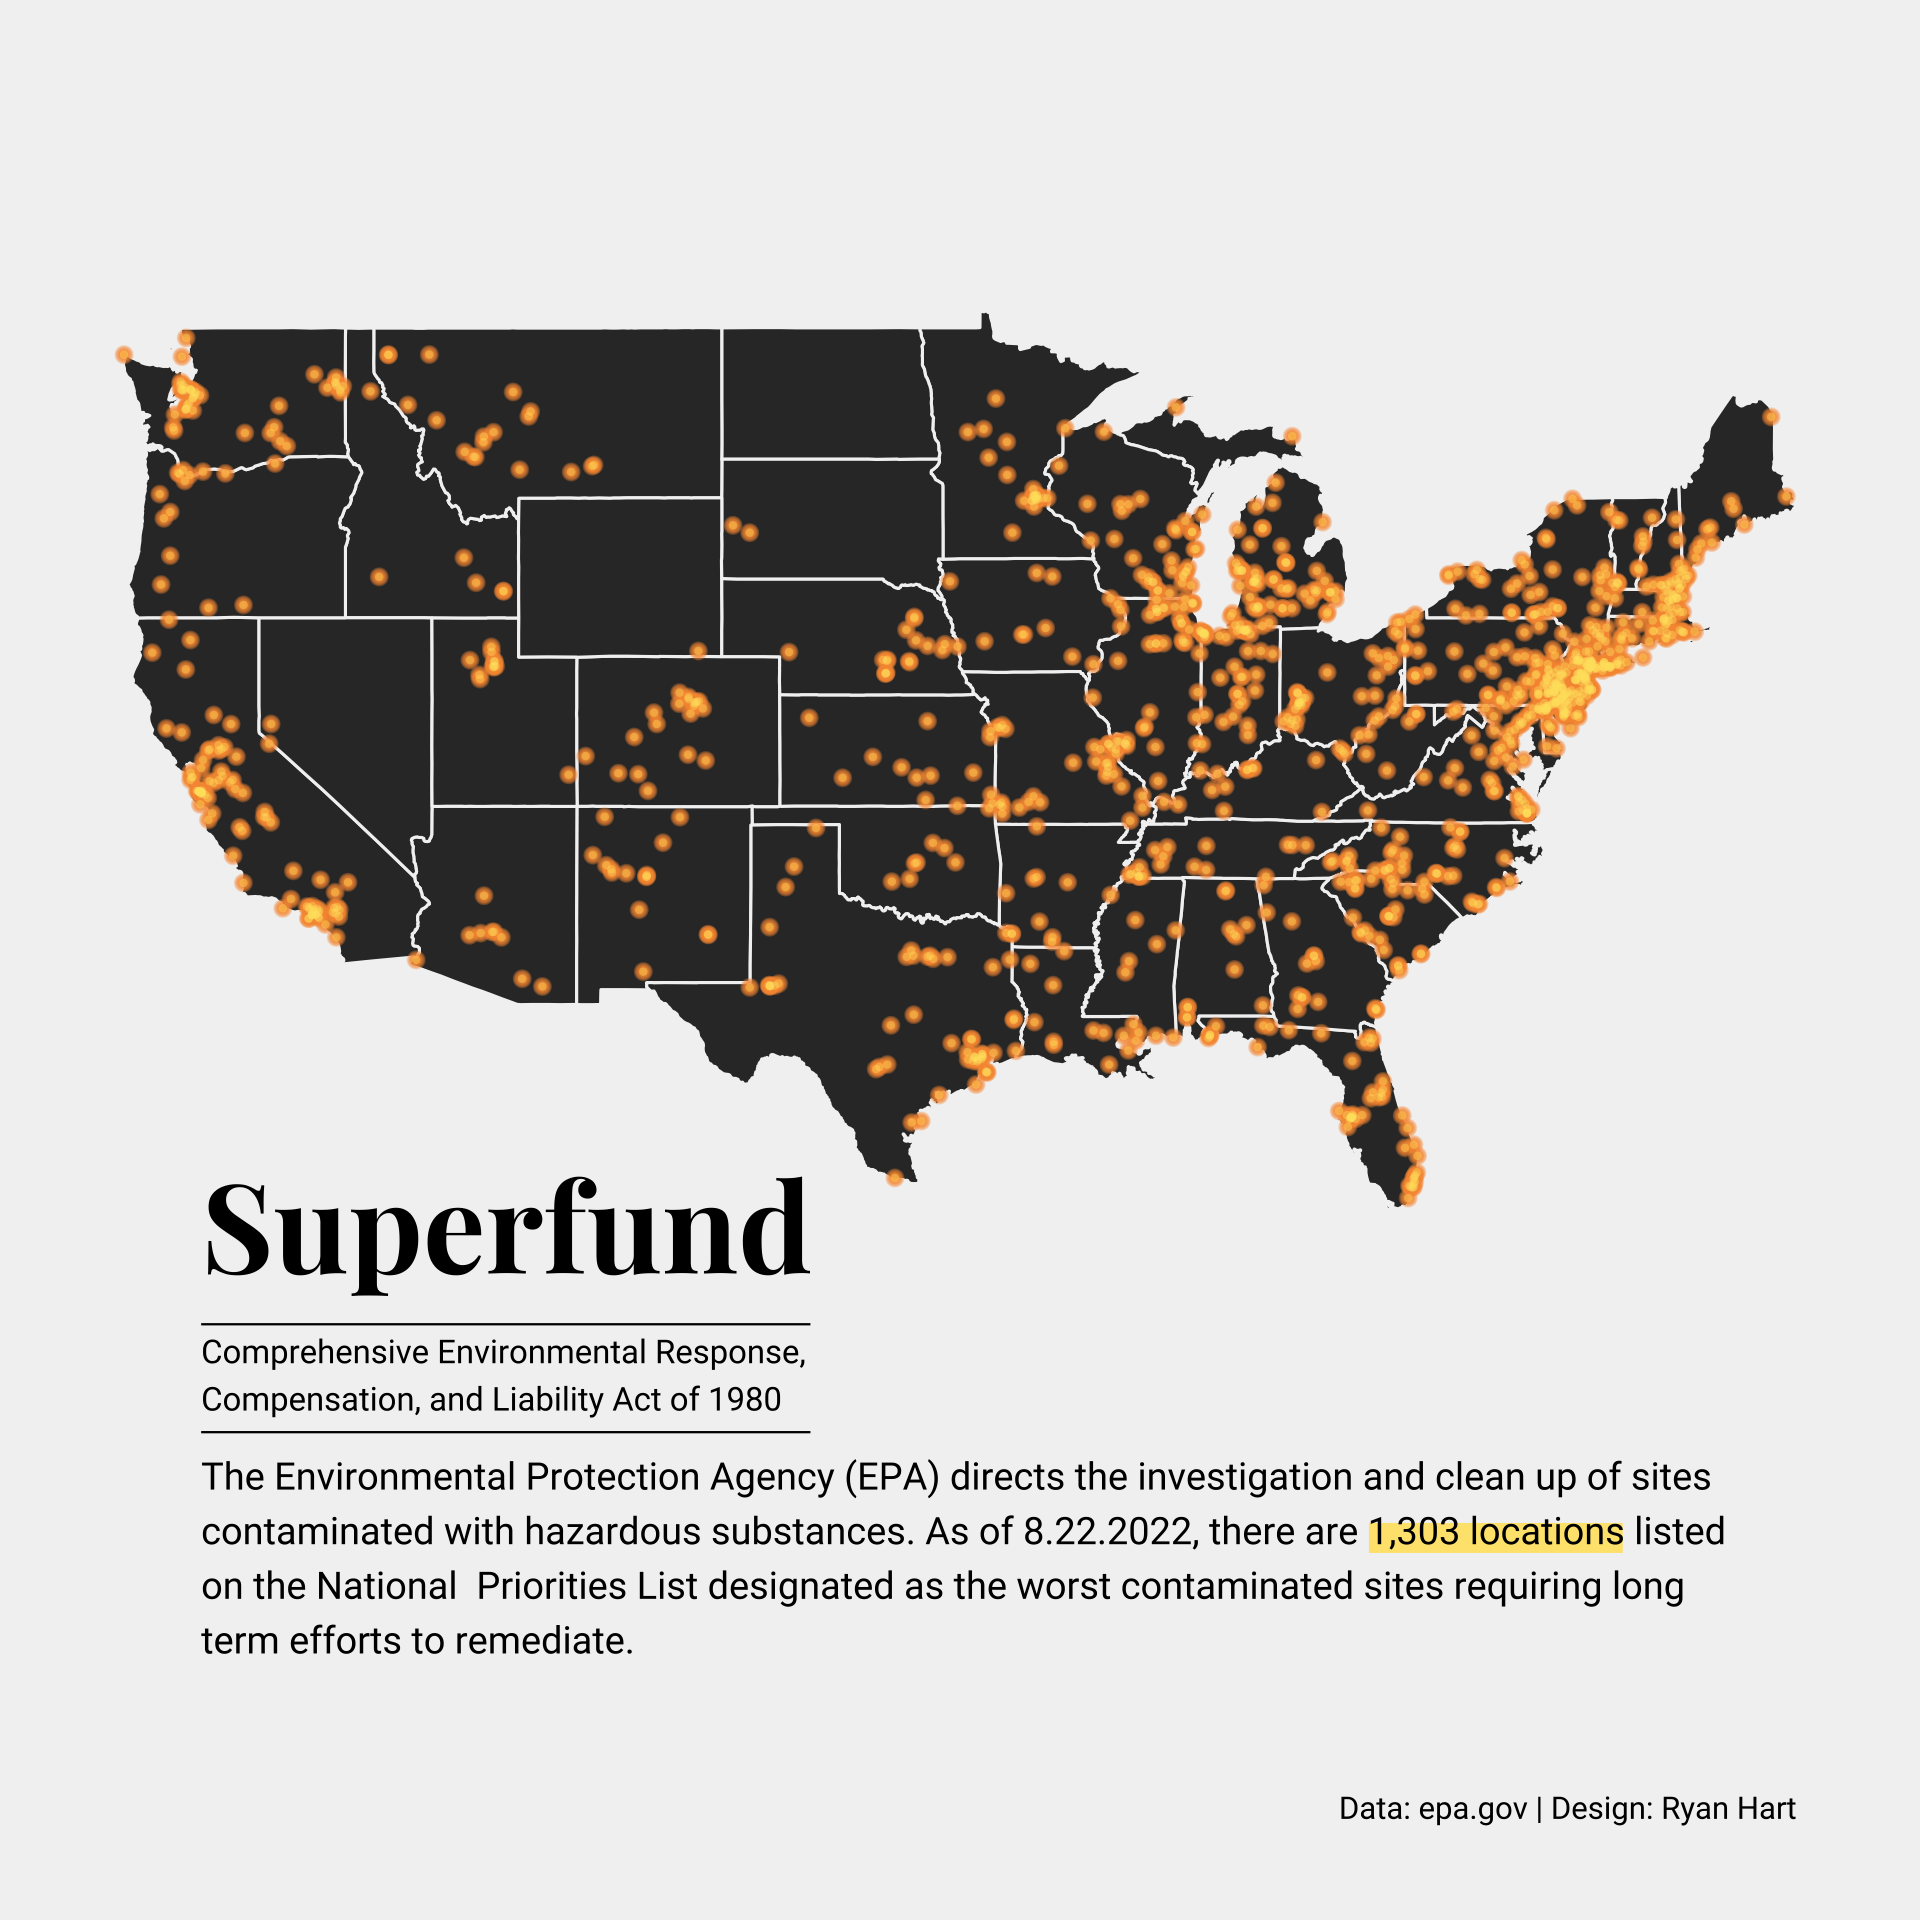 Superfund
Comprehensive Environmental Response,
Compensation, and Liability Act of 1980
The Environmental Protection Agency (EPA) directs the investigation and clean up of sites
contaminated with hazardous substances. As of 8.22.2022, there are 1,303 locations listed
on the National  Priorities List designated as the worst contaminated sites requiring long
term efforts to remediate.
Data: epa.gov | Design: Ryan Hart